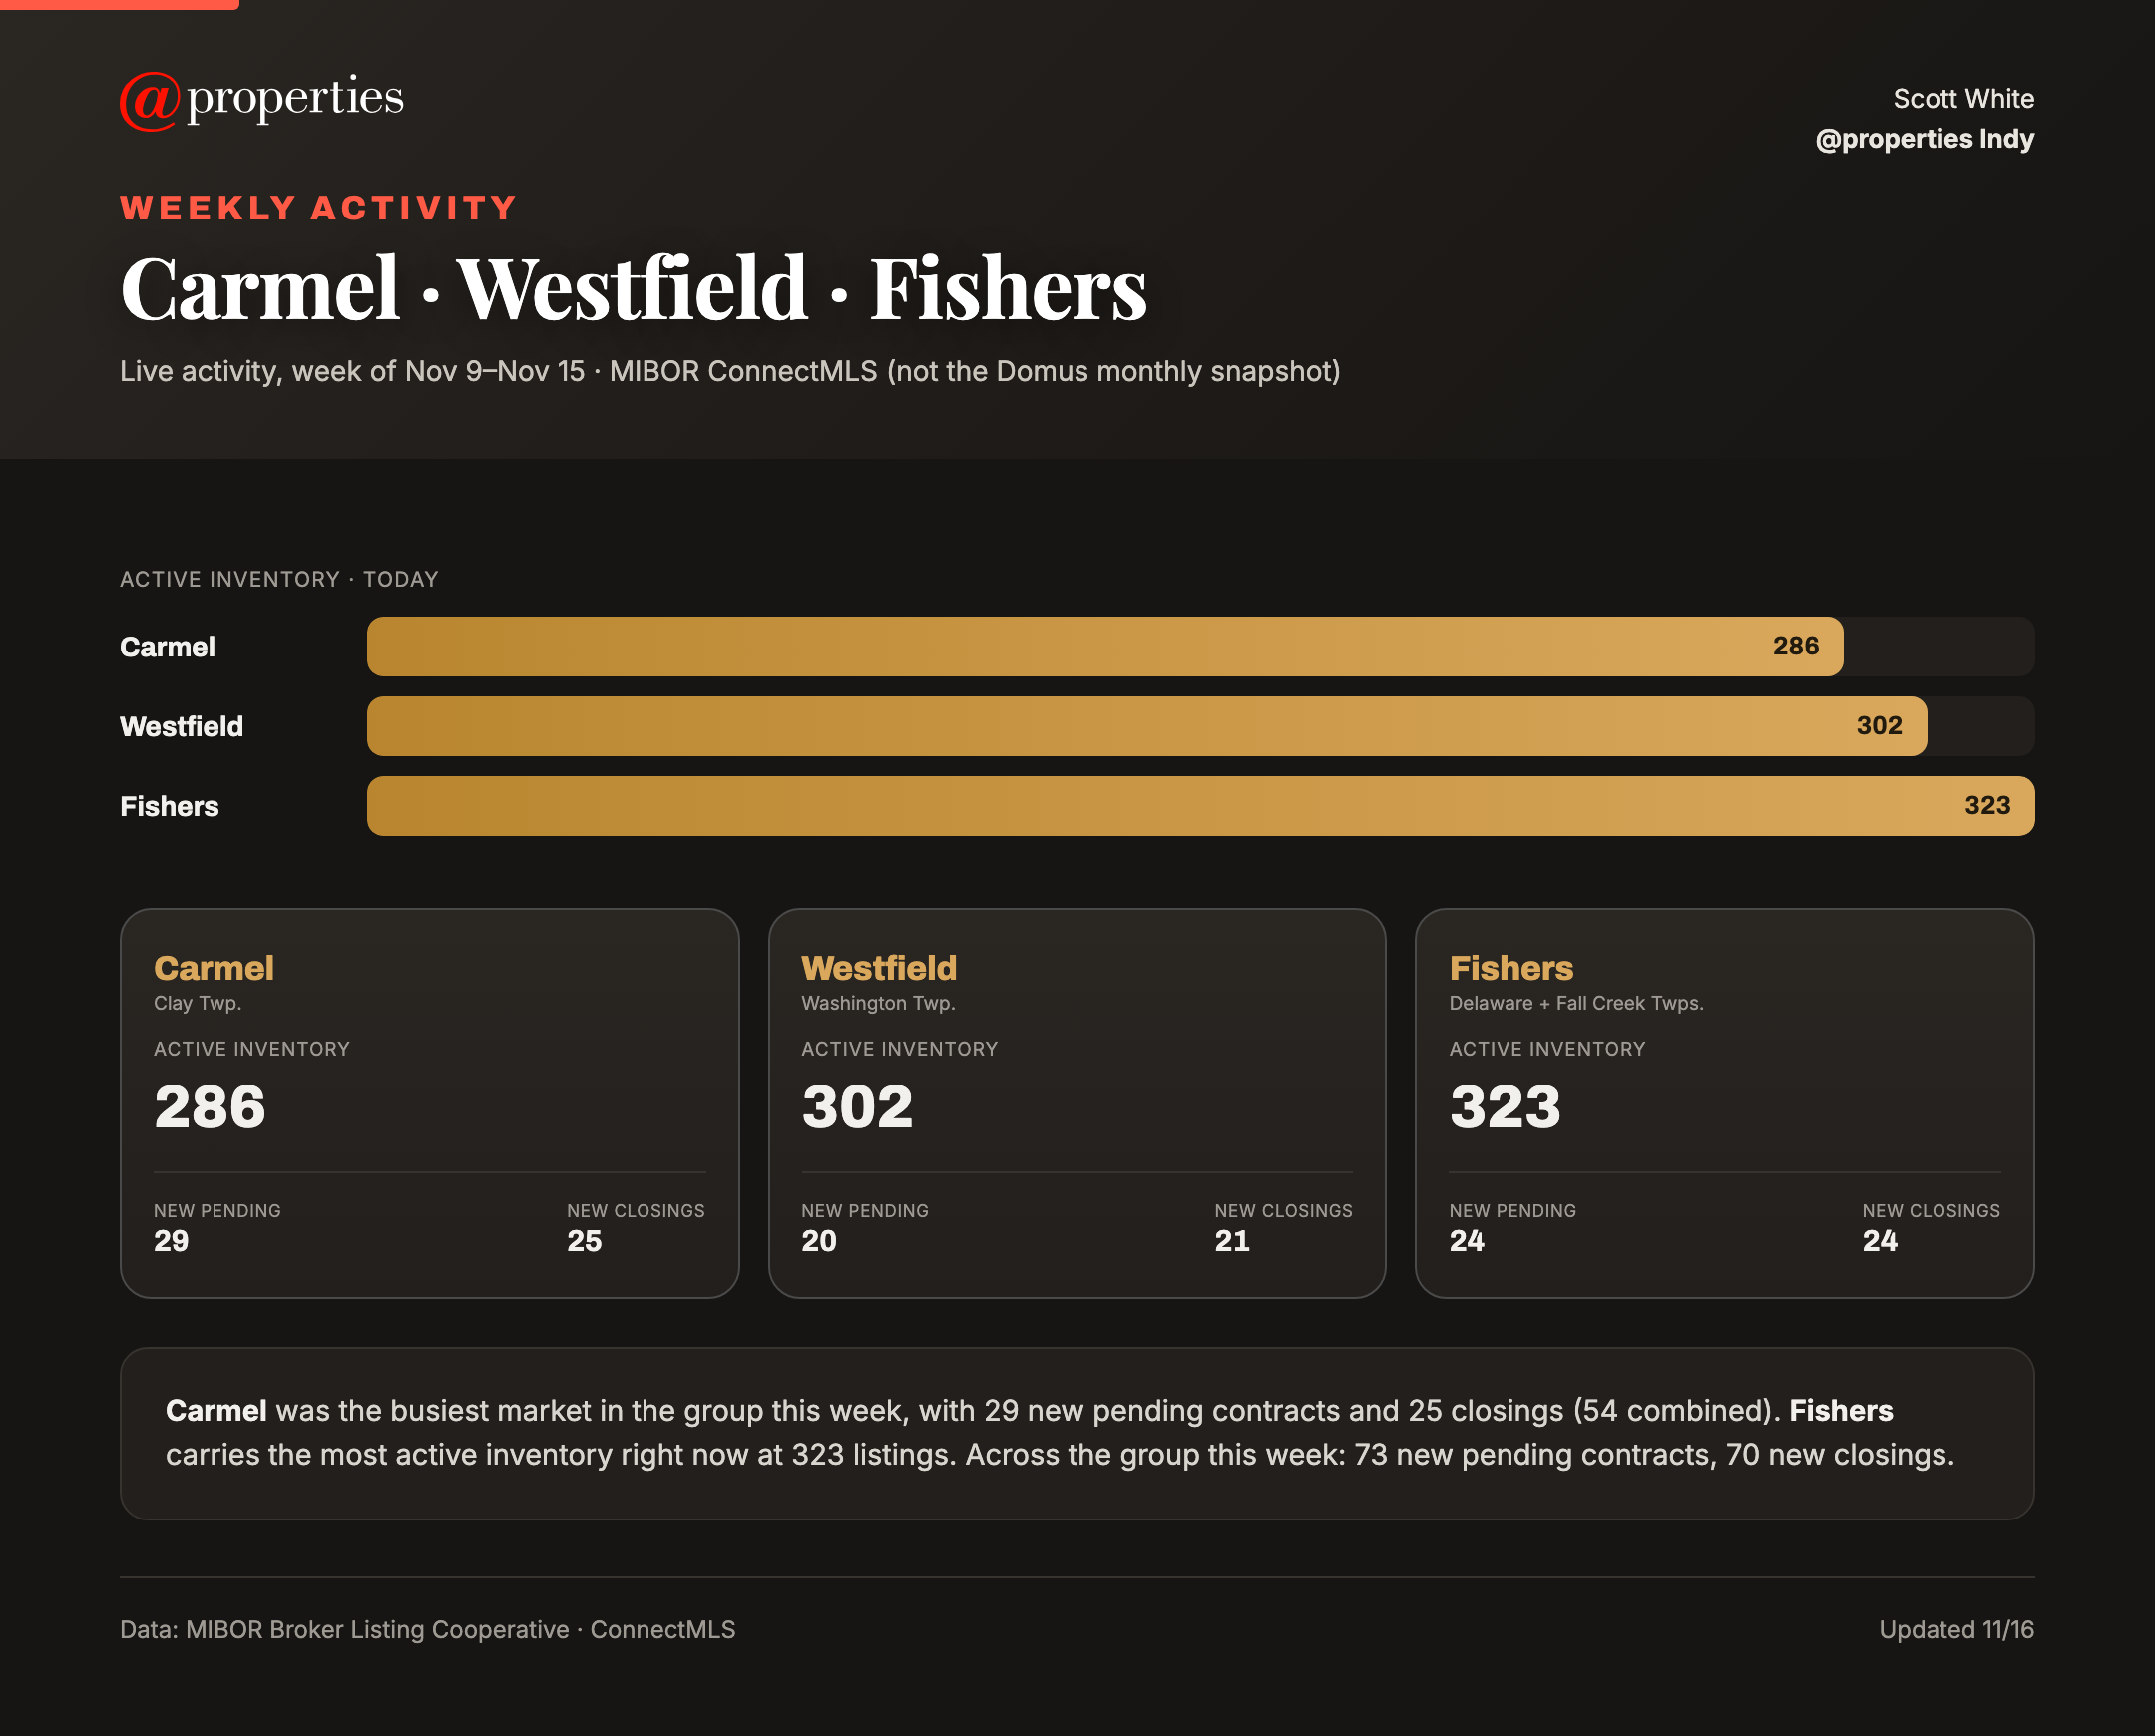 @properties
Scott White
@properties Indy
WEEKLY ACTIVITY
Carmel · Westfield · Fishers
Live activity, week of Nov 9–Nov 15 · MIBOR ConnectMLS (not the Domus monthly snapshot)
ACTIVE INVENTORY · TODAY
Carmel 286
Westfield 302
Fishers 323
Carmel
Clay Twp.
ACTIVE INVENTORY
286
NEW PENDING NEW CLOSINGS
29 25
Westfield
Washington Twp.
ACTIVE INVENTORY
302
NEW PENDING NEW CLOSINGS
20 21
Fishers
Delaware + Fall Creek Twps.
ACTIVE INVENTORY
323
NEW PENDING NEW CLOSINGS
24 24
Carmel was the busiest market in the group this week, with 29 new pending contracts and 25 closings (54 combined). Fishers
carries the most active inventory right now at 323 listings. Across the group this week: 73 new pending contracts, 70 new closings.
Data: MIBOR Broker Listing Cooperative · ConnectMLS
Updated 11/16